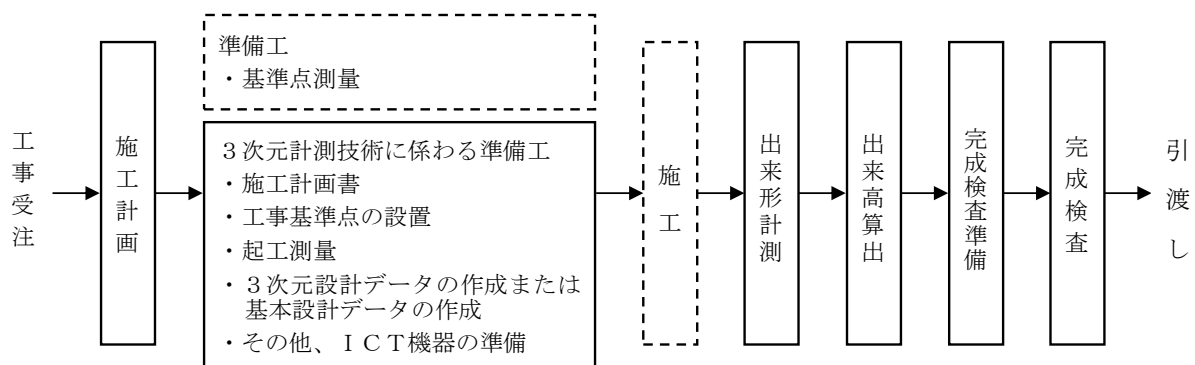 工事受注
施工計画
準備工
・基準点測量
３次元計測技術に係わる準備工
・施工計画書
・工事基準点の設置
・起工測量
・３次元設計データの作成または
基本設計データの作成
・その他、ＩＣＴ機器の準備
施工
出来形計測
出来高算出
完成検査準備
完成検査
引渡し